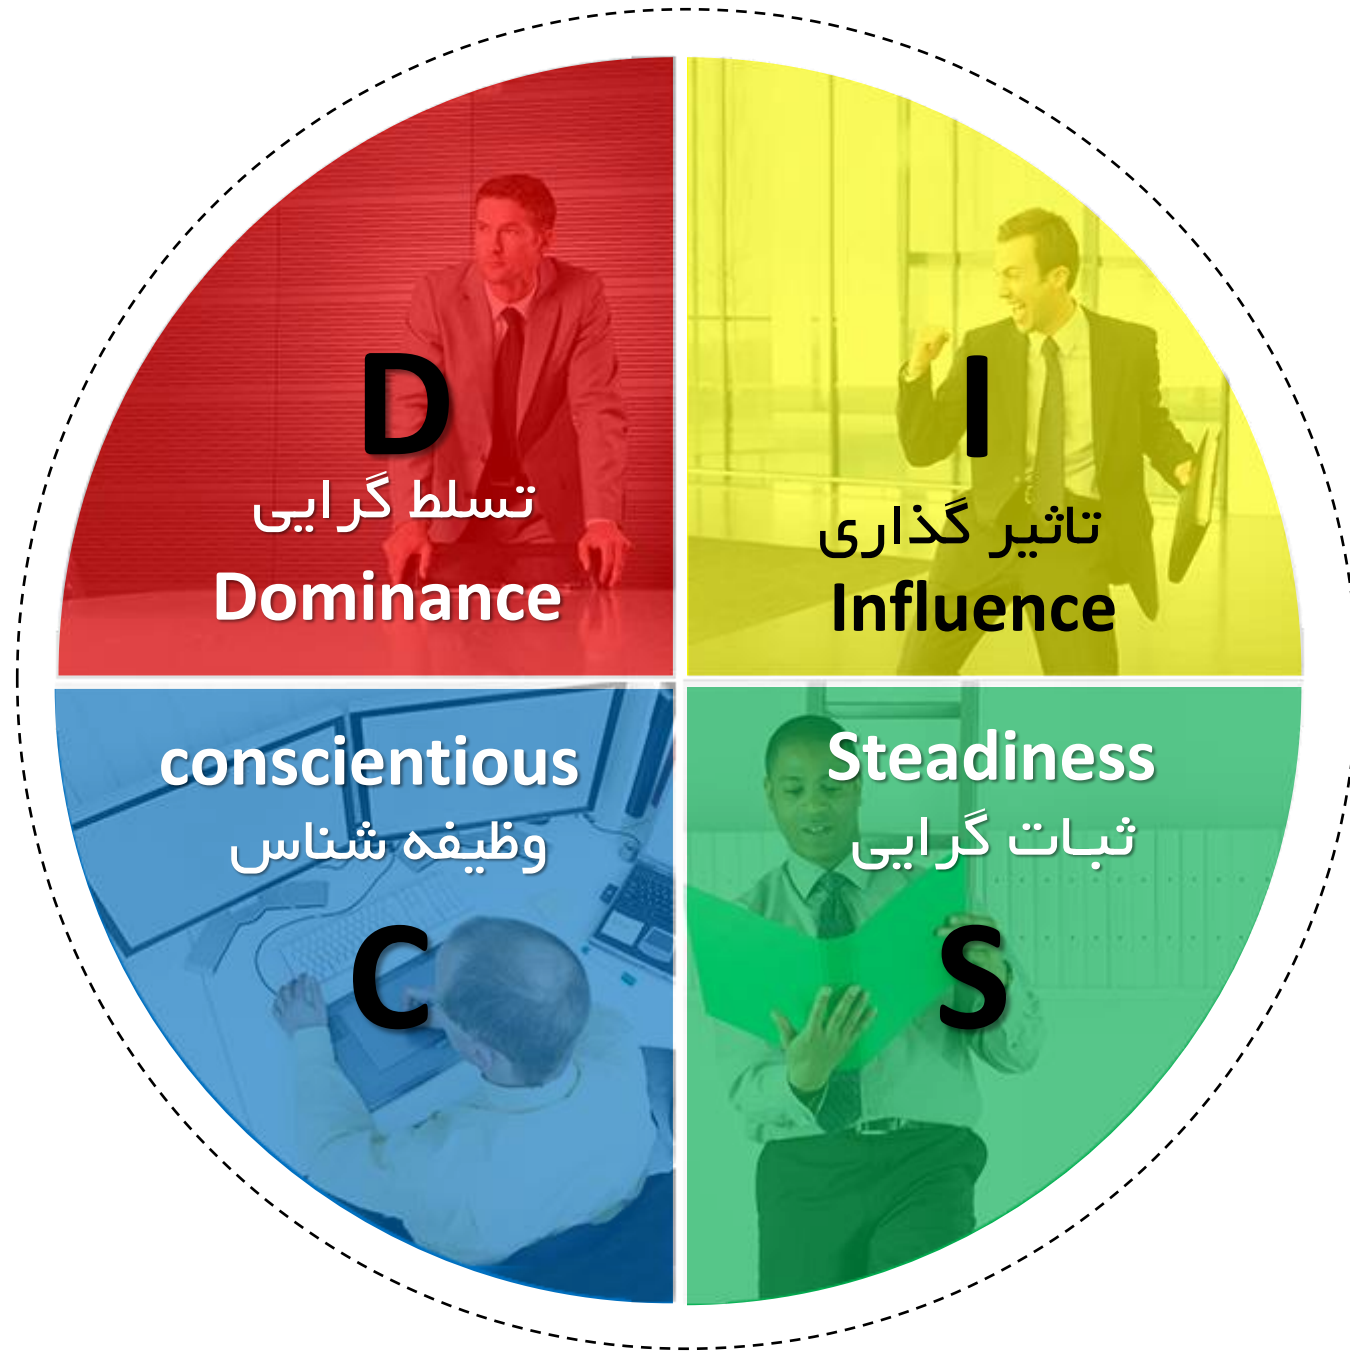 D
تسلط گرایی
Dominance
I
تاثیر گذاری
Influence
conscientious
وظیفه شناس
C
Steadiness
ثبات گرایی
S